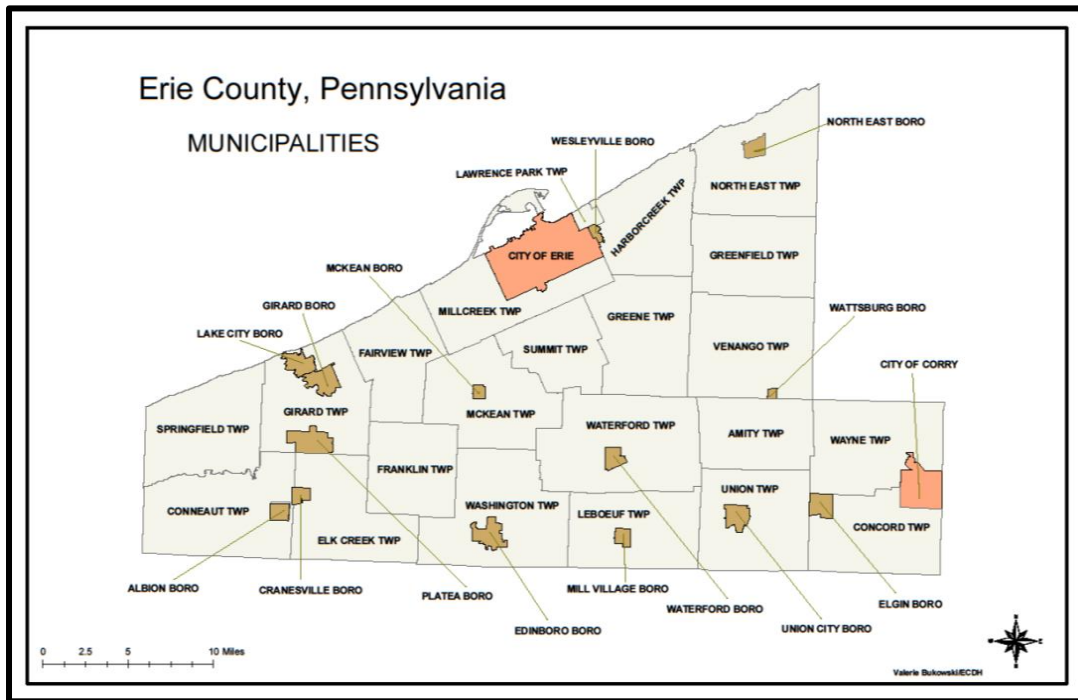 Erie County, Pennsylvania
MUNICIPALITIES
NORTH EAST BORO
WESLEYVILLE BORO
LAWRENCE PARK TWP
NORTH EAST TWP
HARBORCREEK TWP
CITY OF ERIE
GREENFIELD TWP
MCKEAN BORO
GIRARD BORO
MILLCREEK TWP
GREENE TWP
WATTSBURG BORO
LAKE CITY BORO
FAIRVIEW TWP
SUMMIT TWP
VENANGO TWP
CITY OF CORRY
GIRARD TWP
MCKEAN TWP
SPRINGFIELD TWP
WATERFORD TWP
AMITY TWP
WAYNE TWP
FRANKLIN TWP
UNION TWP
CONNEAUT TWP
WASHINGTON TWP
LEBOEUF TWP
CONCORD TWP
ELK CREEK TWP
ALBION BORO
CRANESVILLE BORO
PLATEA BORO
MILL VILLAGE BORO
WATERFORD BORO
ELGIN BORO
EDINBORO BORO
UNION CITY BORO
0 2.5 5 10 Miles
Valerie Bukowski/ECDH